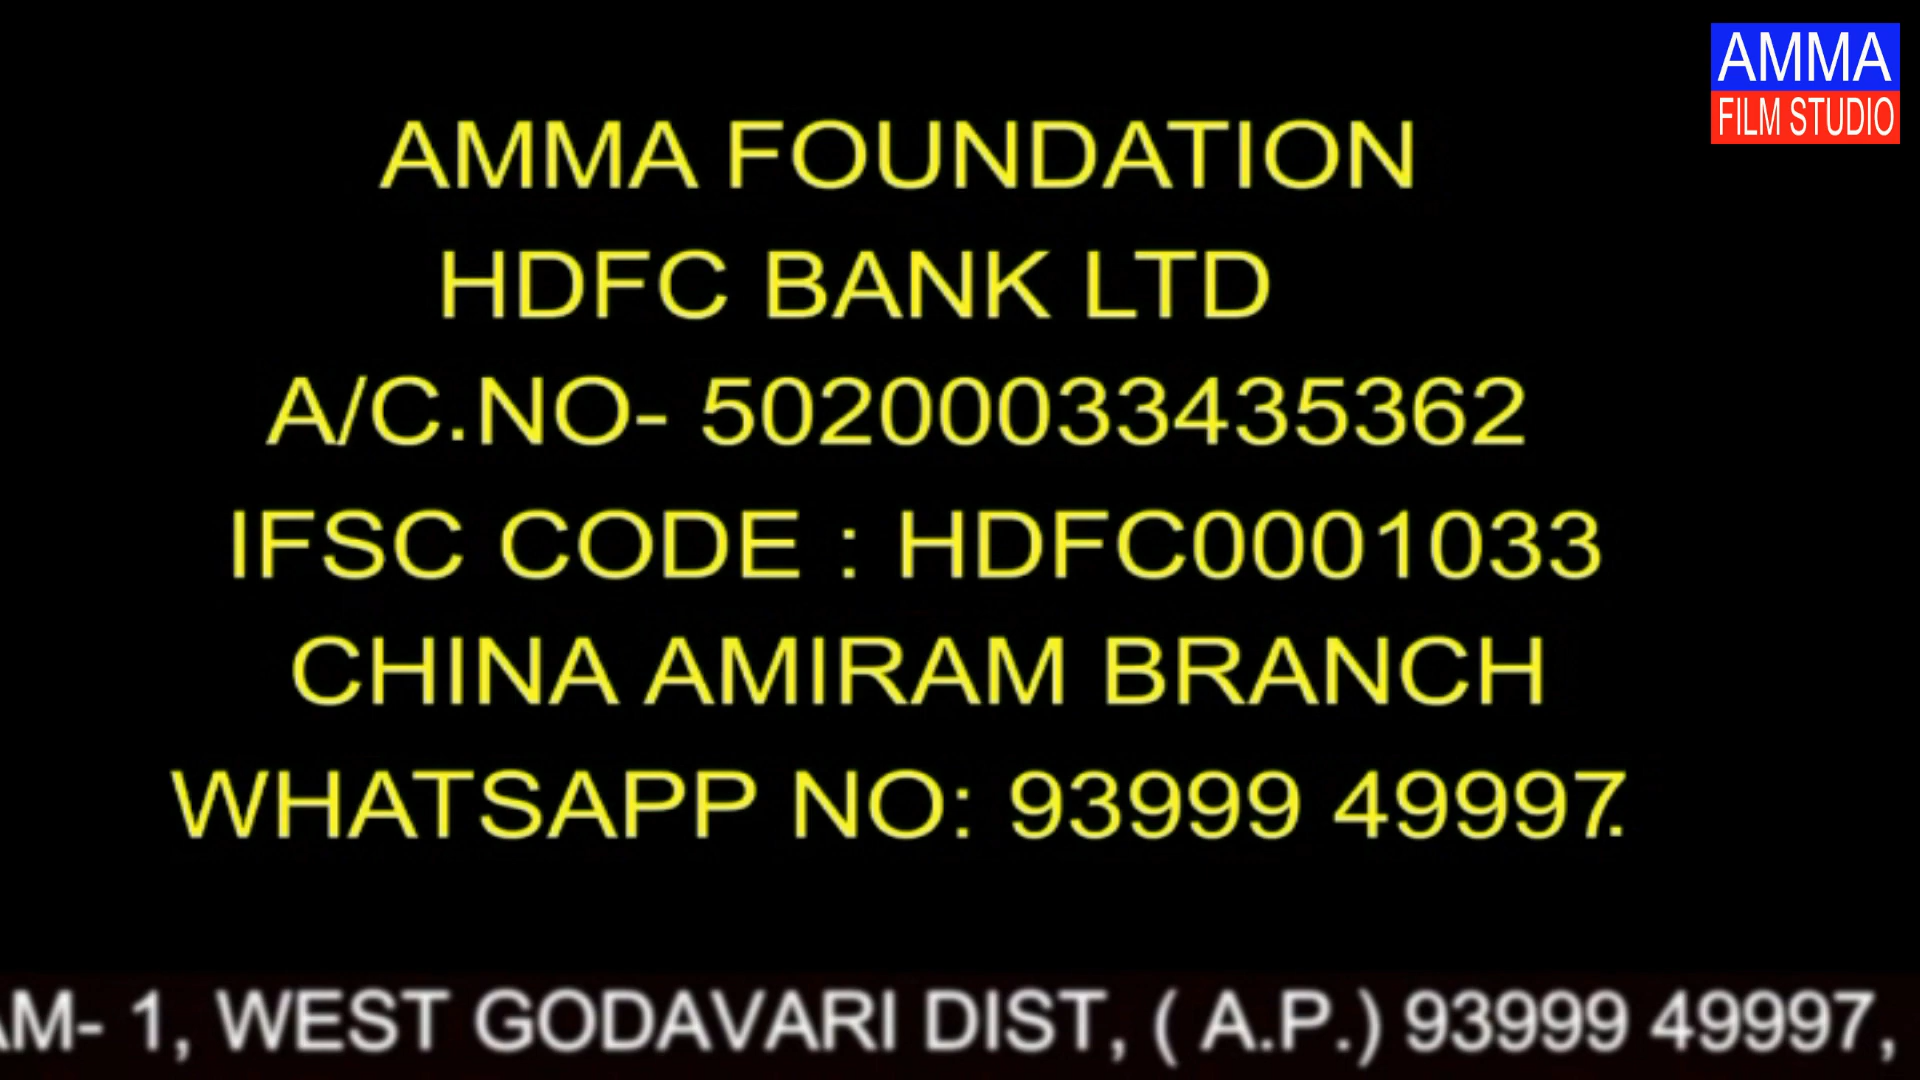 AMMA
FILM STUDIO
AMMA FOUNDATION
HDFC BANK LTD
A/C.NO- 50200033435362
IFSC CODE : HDFC0001033
CHINA AMIRAM BRANCH
WHATSAPP NO: 93999 49997.
AM- 1, WEST GODAVARI DIST, ( A.P.) 93999 49997,